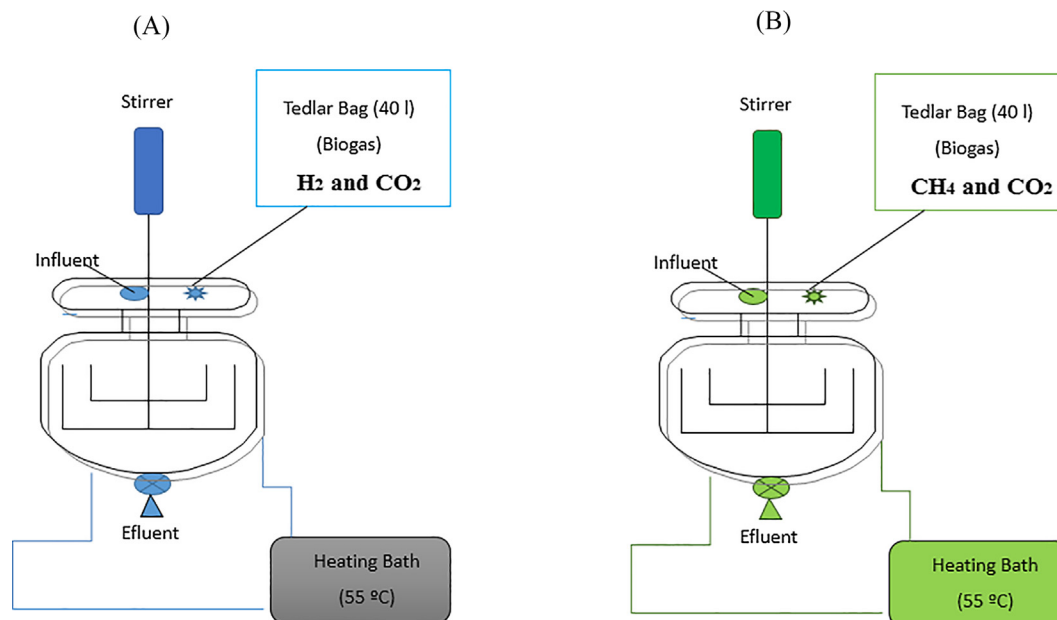 (A)
Stirrer
Tedlar Bag (40 l)
(Biogas)
H₂ and CO₂
Influent
Efluent
Heating Bath
(55 ºC)
(B)
Stirrer
Tedlar Bag (40 l)
(Biogas)
CH₄ and CO₂
Influent
Efluent
Heating Bath
(55 ºC)